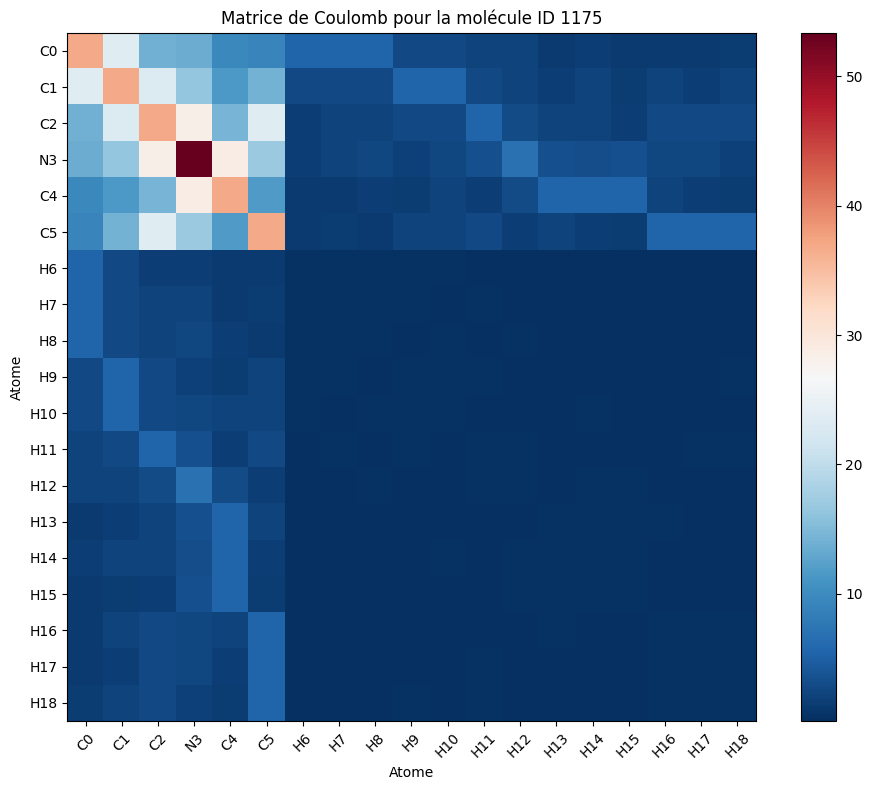 Matrice de Coulomb pour la molécule ID 1175
Atome
C0
C1
C2
N3
C4
C5
H6
H7
H8
H9
H10
H11
H12
H13
H14
H15
H16
H17
H18
C0
C1
C2
N3
C4
C5
H6
H7
H8
H9
H10
H11
H12
H13
H14
H15
H16
H17
H18
Atome
50
40
30
20
10